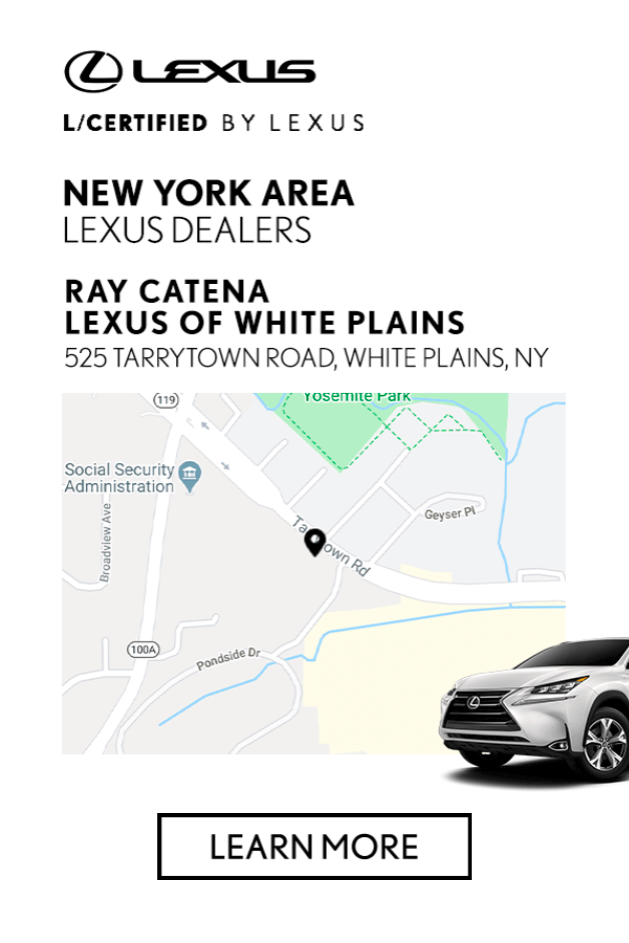 LEXUS
L/CERTIFIED BY LEXUS
NEW YORK AREA
LEXUS DEALERS
RAY CATENA
LEXUS OF WHITE PLAINS
525 TARRYTOWN ROAD, WHITE PLAINS, NY
Yosemite Park
119
Social Security
Administration
Broadview Ave
Geyser Pl
Rd
100A
Pondside Dr
LEARN MORE